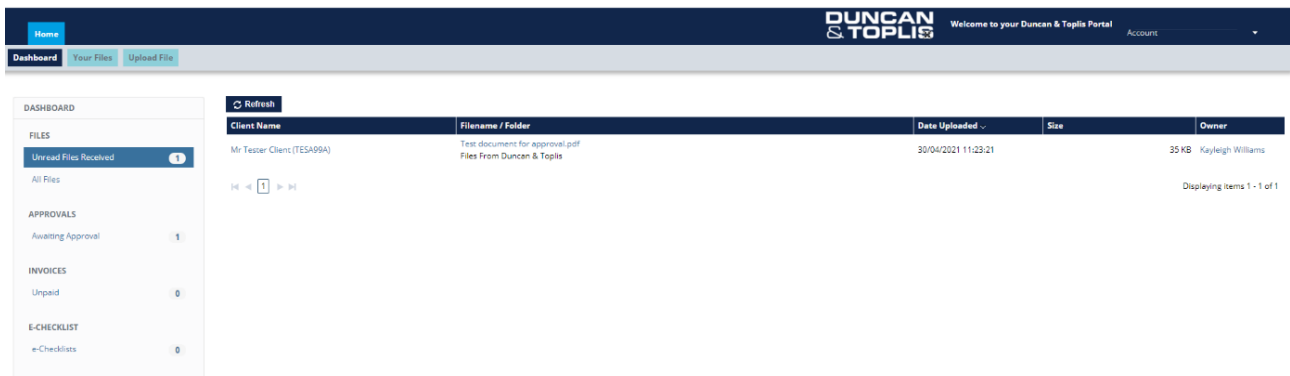 Home
DUNCAN
& TOPLIS
Welcome to your Duncan & Toplis Portal
Account
Dashboard Your Files Upload File
DASHBOARD
FILES
Unread Files Received 1
All Files
APPROVALS
Awaiting Approval 1
INVOICES
Unpaid 0
E-CHECKLIST
e-Checklists 0
Refresh
Client Name Filename / Folder Date Uploaded Size Owner
Mr Tester Client (TESA99A) Test document for approval.pdf 30/04/2021 11:23:21 35 KB Kayleigh Williams
Files From Duncan & Toplis
1 Displaying items 1 - 1 of 1